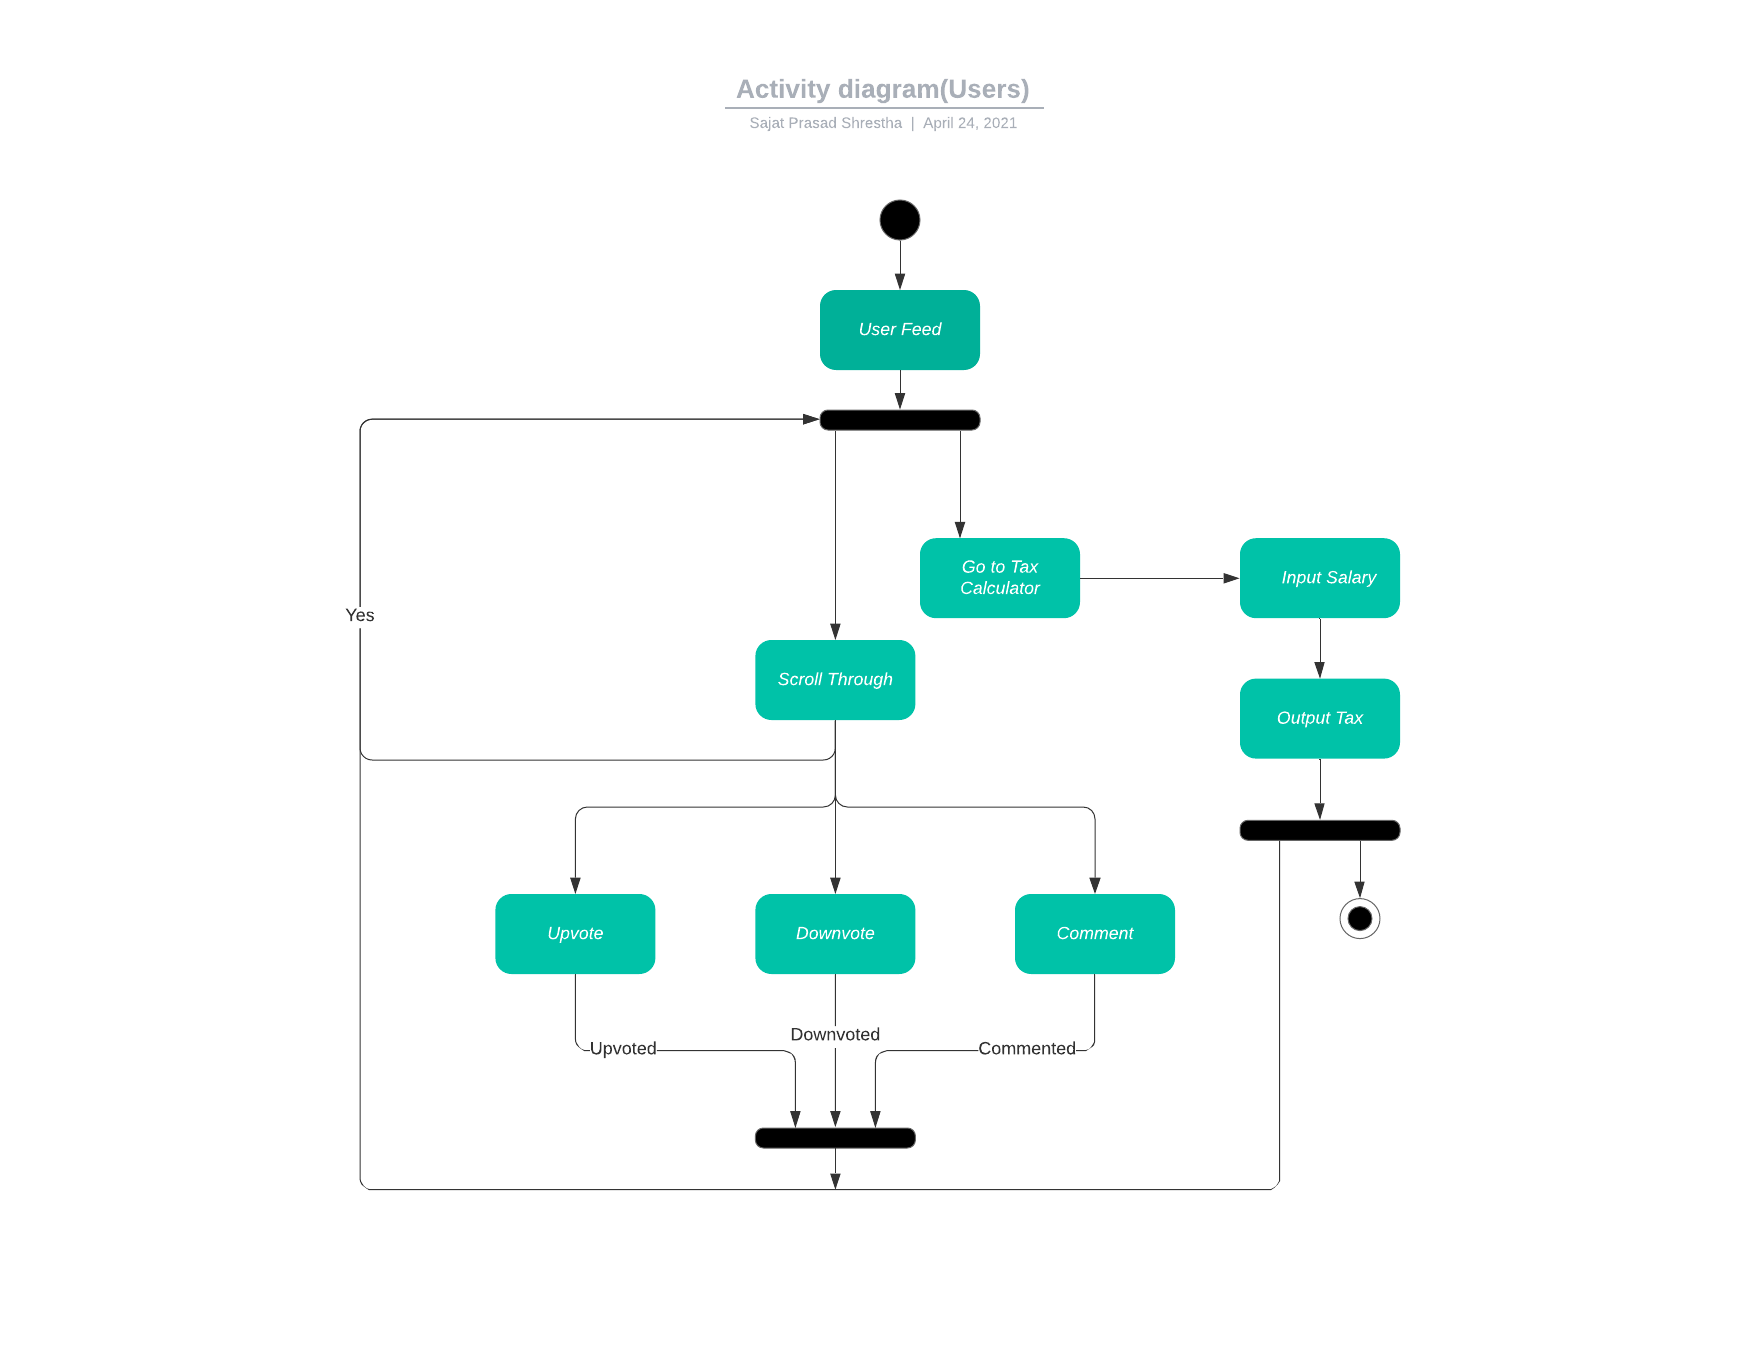 Activity diagram(Users)
Sajat Prasad Shrestha | April 24, 2021
User Feed
Go to Tax
Calculator
Input Salary
Yes
Scroll Through
Output Tax
Upvote
Downvote
Comment
Downvoted
Upvoted
Commented